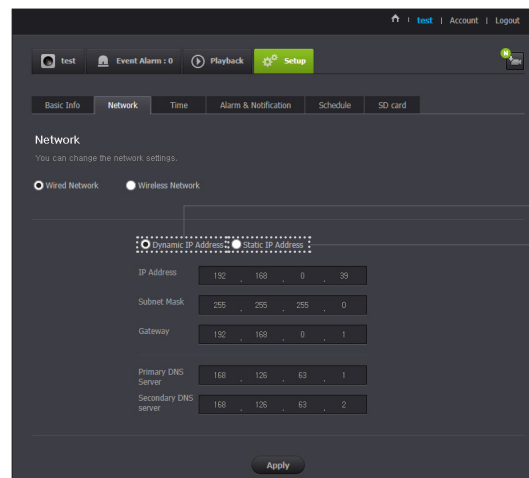 test | Account | Logout
test Event Alarm : 0 Playback Setup N
Basic Info Network Time Alarm & Notification Schedule SD card
Network
You can change the network settings.
Wired Network Wireless Network
Dynamic IP Address Static IP Address
IP Address 192 . 168 . 0 . 39
Subnet Mask 255 . 255 . 255 . 0
Gateway 192 . 168 . 0 . 1
Primary DNS
Server 168 . 126 . 63 . 1
Secondary DNS
server 168 . 126 . 63 . 2
Apply